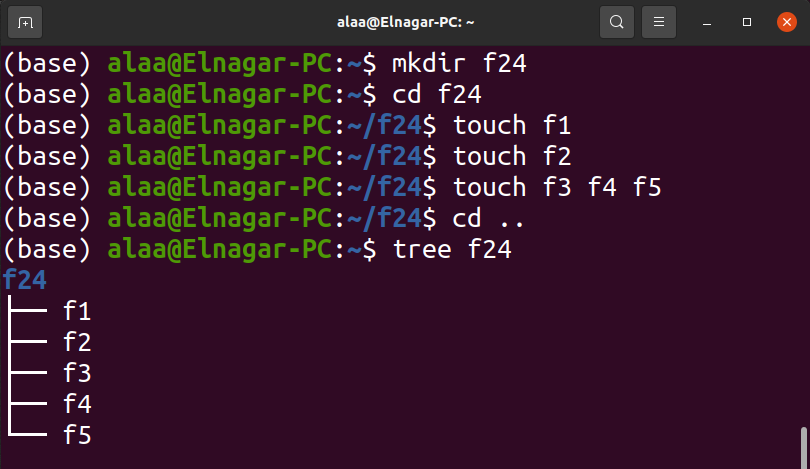 alaa@Elnagar-PC: ~
(base) alaa@Elnagar-PC:~$ mkdir f24
(base) alaa@Elnagar-PC:~$ cd f24
(base) alaa@Elnagar-PC:~/f24$ touch f1
(base) alaa@Elnagar-PC:~/f24$ touch f2
(base) alaa@Elnagar-PC:~/f24$ touch f3 f4 f5
(base) alaa@Elnagar-PC:~/f24$ cd ..
(base) alaa@Elnagar-PC:~$ tree f24
f24
├── f1
├── f2
├── f3
├── f4
└── f5